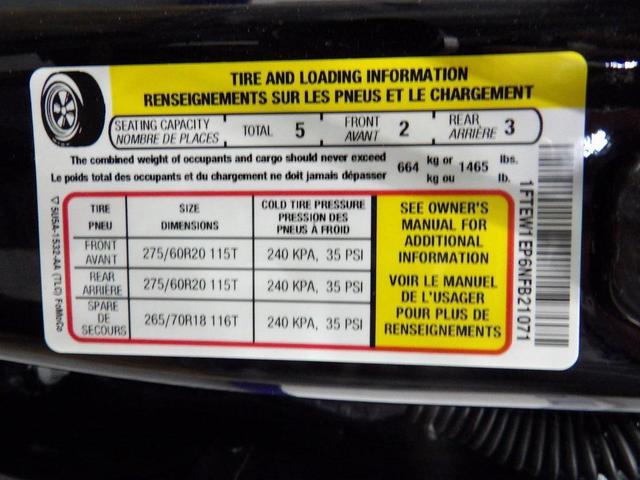 TIRE AND LOADING INFORMATION
RENSEIGNEMENTS SUR LES PNEUS ET LE CHARGEMENT
SEATING CAPACITY
NOMBRE DE PLACES
TOTAL 5
FRONT
AVANT
2
REAR
ARRIÈRE
3
The combined weight of occupants and cargo should never exceed
Le poids total des occupants et du chargement ne doit jamais dépasser
664
kg or
kg ou
1465
lbs.
lb.
TIRE
PNEU
SIZE
DIMENSIONS
COLD TIRE PRESSURE
PRESSION DES
PNEUS À FROID
FRONT
AVANT
275/60R20 115T
240 KPA, 35 PSI
REAR
ARRIÈRE
275/60R20 115T
240 KPA, 35 PSI
SPARE
DE
SECOURS
265/70R18 116T
240 KPA, 35 PSI
SEE OWNER'S
MANUAL FOR
ADDITIONAL
INFORMATION
VOIR LE MANUEL
DE L'USAGER
POUR PLUS DE
RENSEIGNEMENTS
1FTEW1EP6NFB21071
5U5A-1532-AA (TLC) FoMoCo